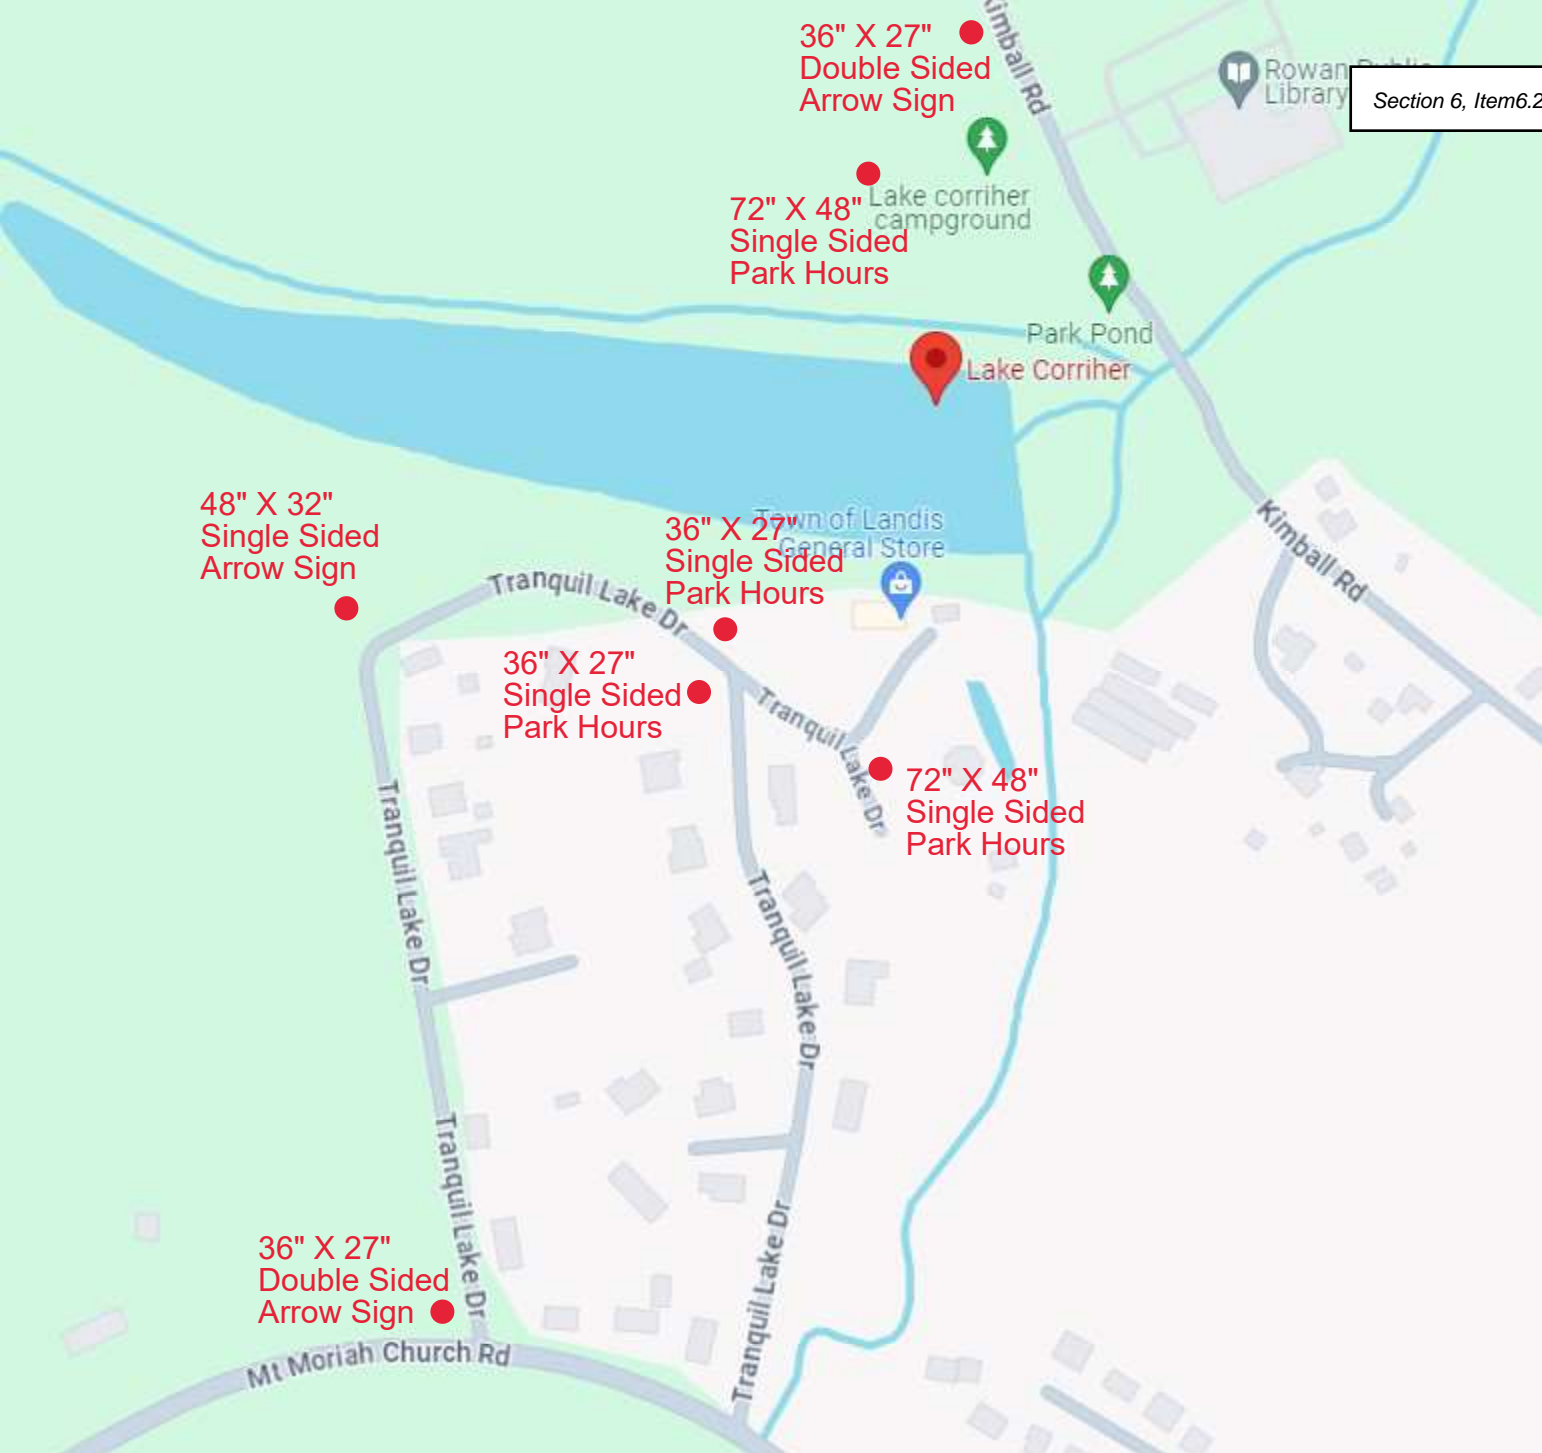 36" X 27"
Double Sided
Arrow Sign
Kimball Rd
Rowan Public
Library
Section 6, Item6.2
72" X 48"
Single Sided
Park Hours
Lake corriher
campground
Park Pond
Lake Corriher
48" X 32"
Single Sided
Arrow Sign
36" X 27"
Single Sided
Park Hours
Town of Landis
General Store
Kimball Rd
Tranquil Lake Dr
36" X 27"
Single Sided
Park Hours
Tranquil Lake Dr
72" X 48"
Single Sided
Park Hours
Tranquil Lake Dr
Tranquil Lake Dr
Tranquil Lake Dr
36" X 27"
Double Sided
Arrow Sign
Tranquil Lake Dr
Mt Moriah Church Rd